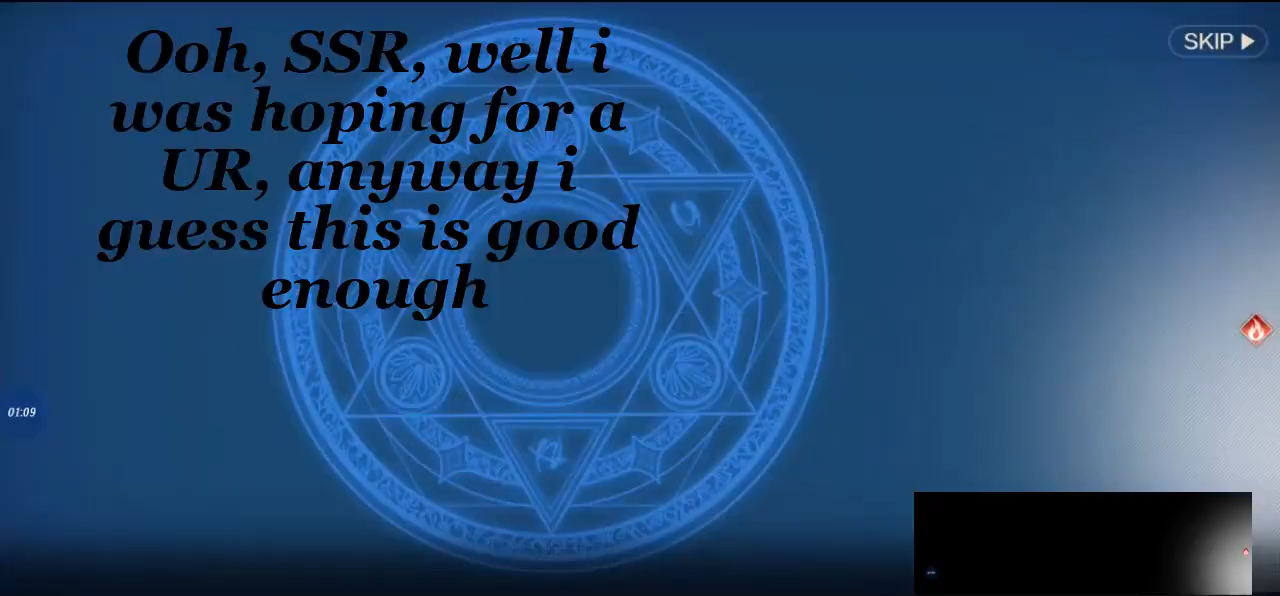 Ooh, SSR, well i
was hoping for a
UR, anyway i
guess this is good
enough
SKIP
01:09